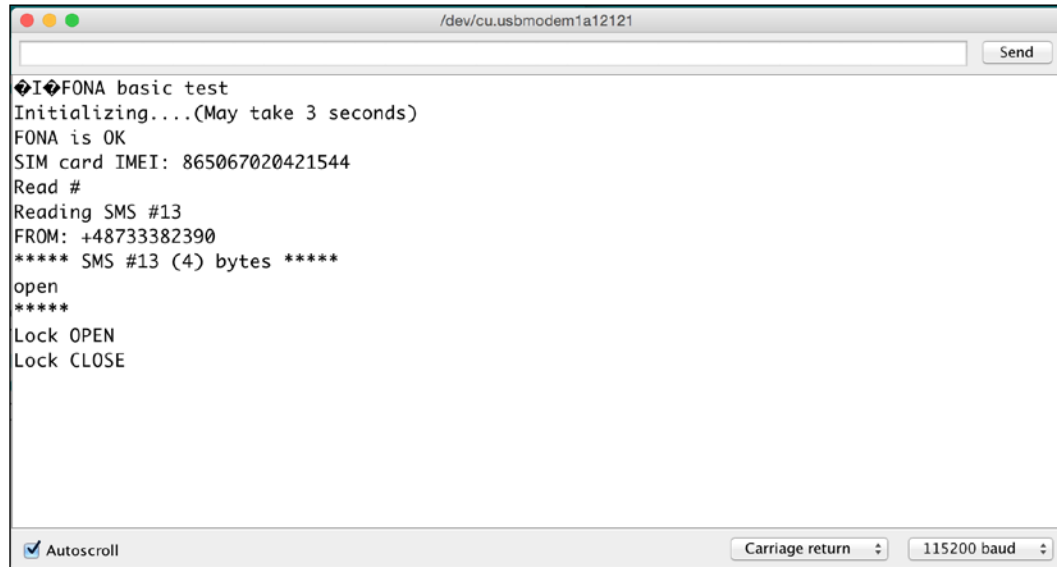 /dev/cu.usbmodem1a12121
Send
�I�FONA basic test
Initializing....(May take 3 seconds)
FONA is OK
SIM card IMEI: 865067020421544
Read #
Reading SMS #13
FROM: +48733382390
***** SMS #13 (4) bytes *****
open
*****
Lock OPEN
Lock CLOSE
Autoscroll
Carriage return
115200 baud